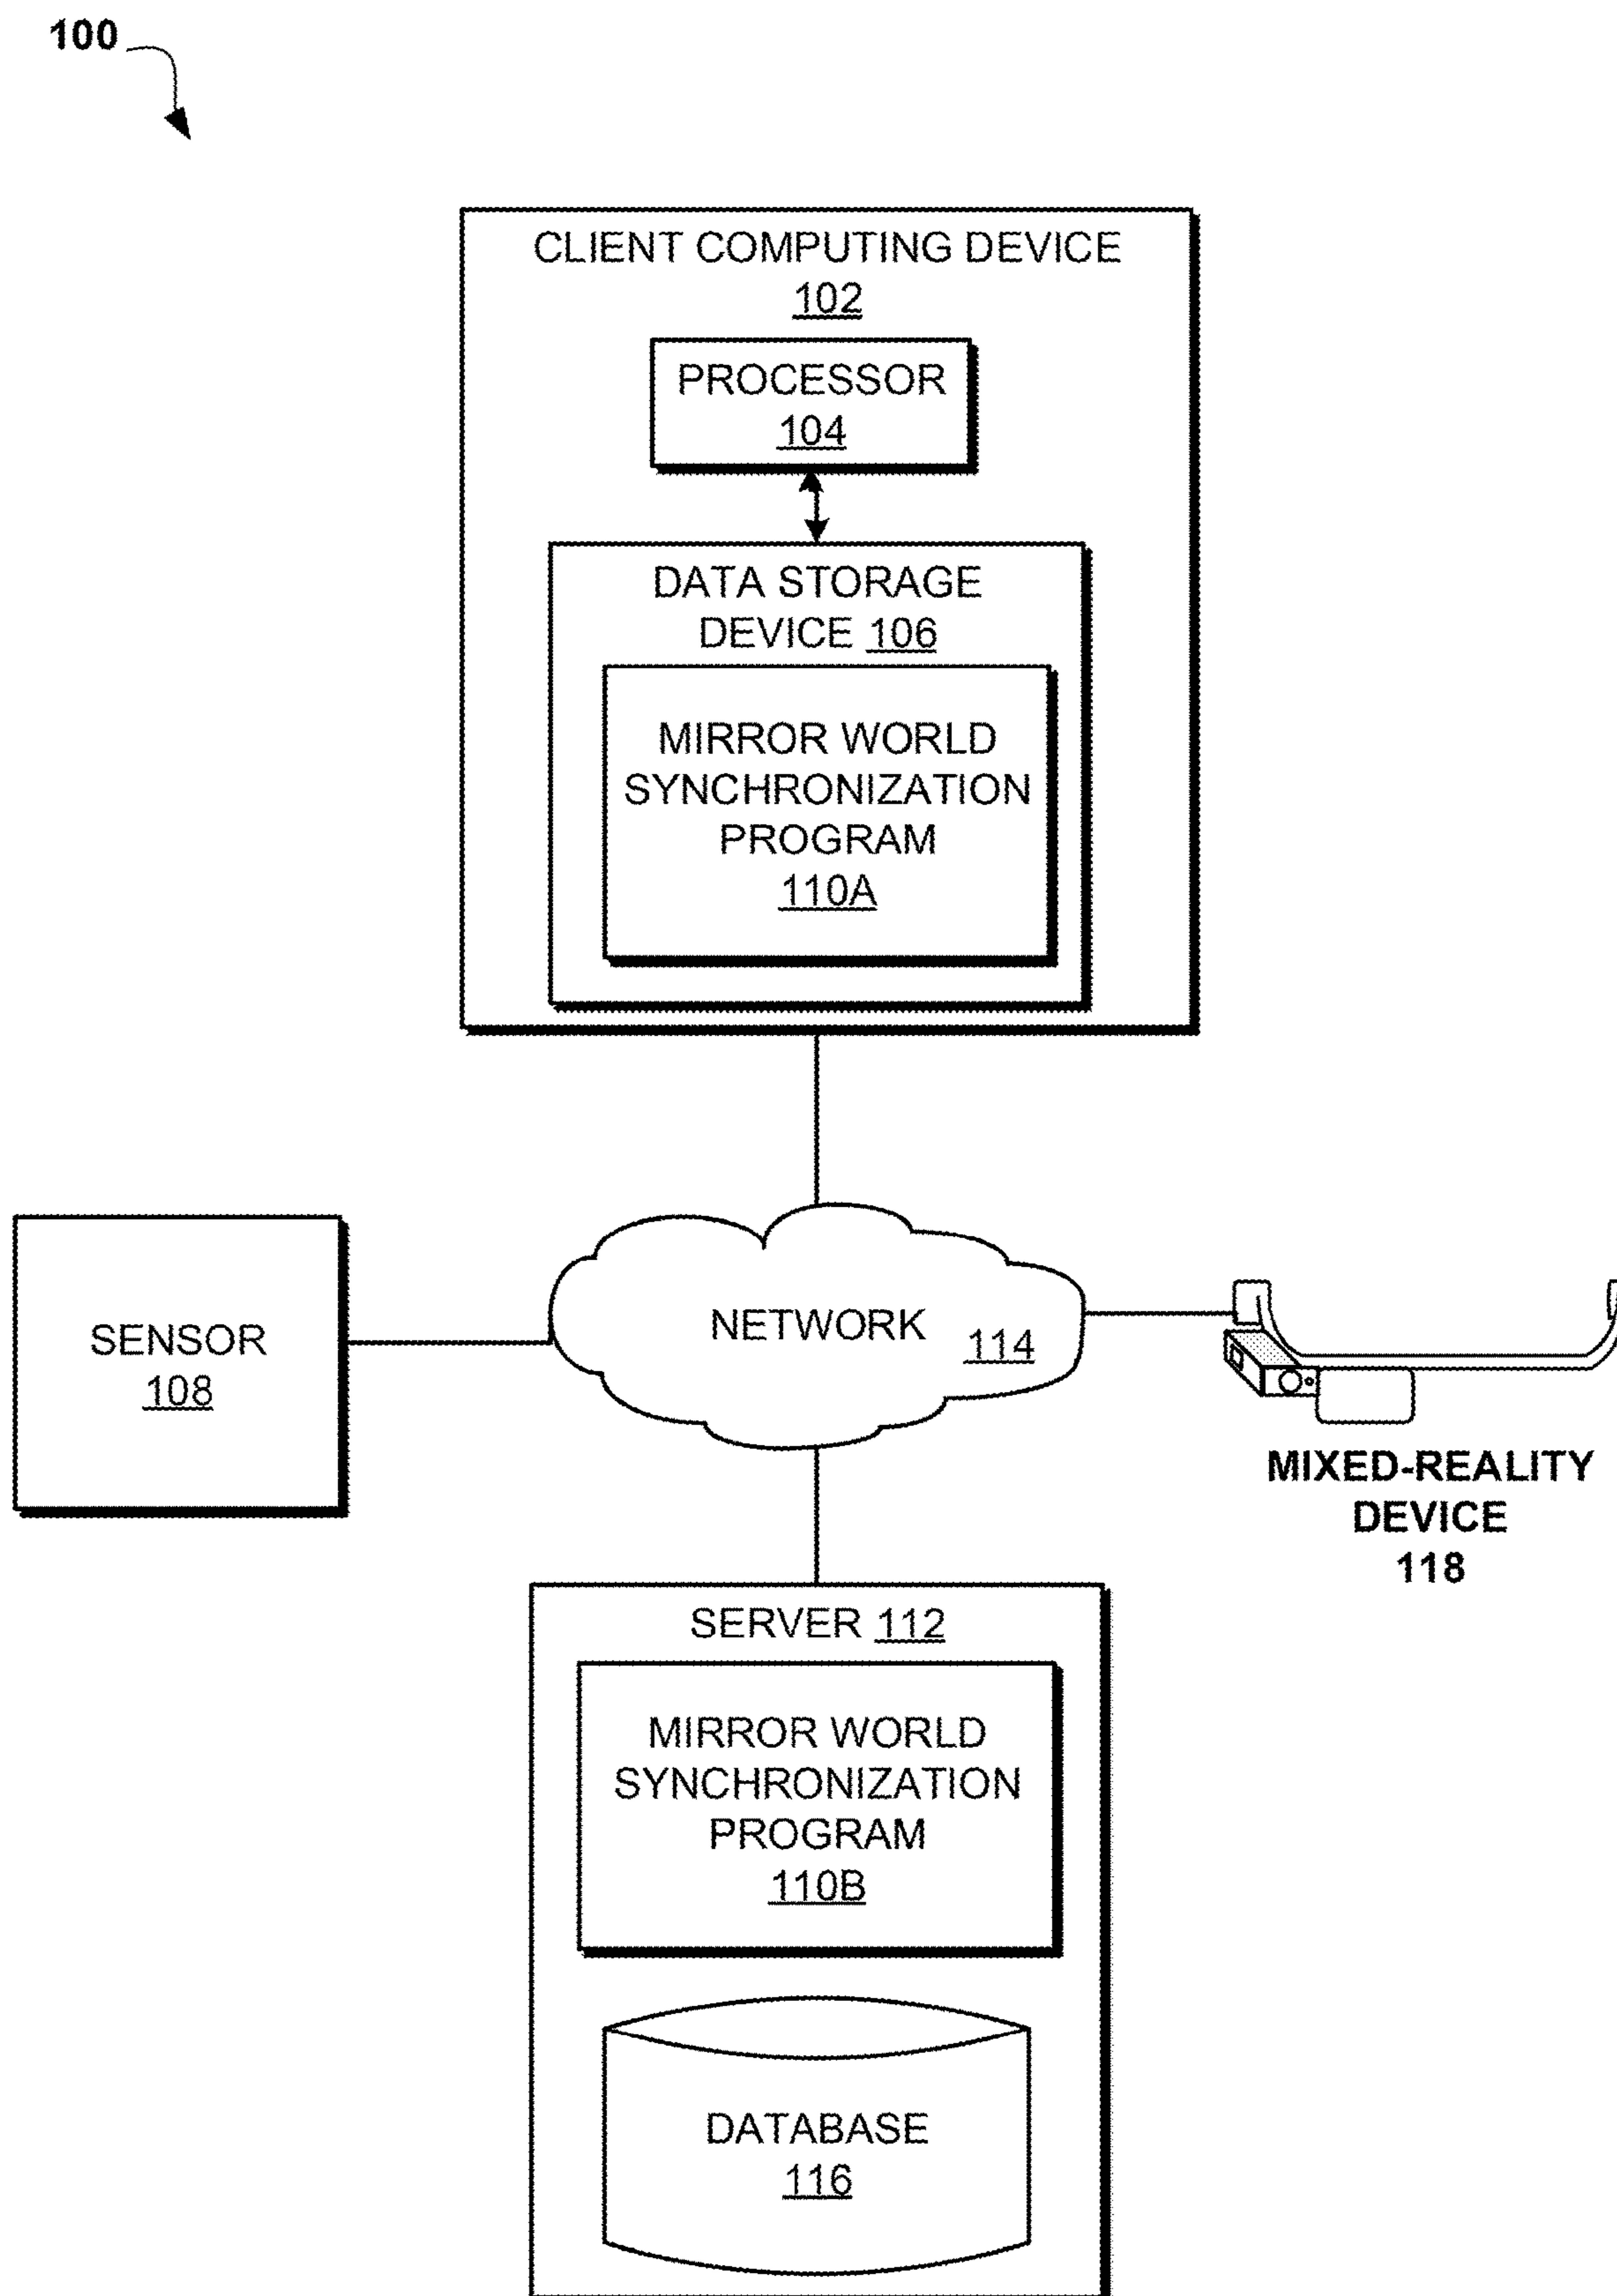 100
CLIENT COMPUTING DEVICE
102
PROCESSOR
104
DATA STORAGE
DEVICE 106
MIRROR WORLD
SYNCHRONIZATION
PROGRAM
110A
SENSOR
108
NETWORK
114
MIXED-REALITY
DEVICE
118
SERVER 112
MIRROR WORLD
SYNCHRONIZATION
PROGRAM
110B
DATABASE
116